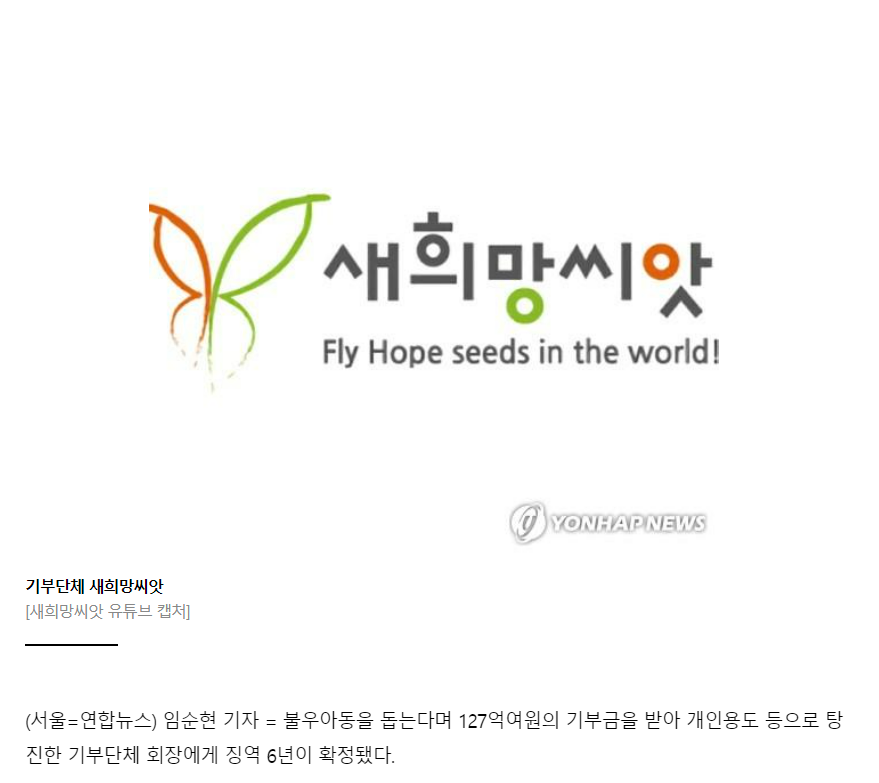 새희망씨앗
Fly Hope seeds in the world!
YONHAP NEWS
기부단체 새희망씨앗
[새희망씨앗 유튜브 캡처]
(서울=연합뉴스) 임순현 기자 = 불우아동을 돕는다며 127억여원의 기부금을 받아 개인용도 등으로 탕
진한 기부단체 회장에게 징역 6년이 확정됐다.